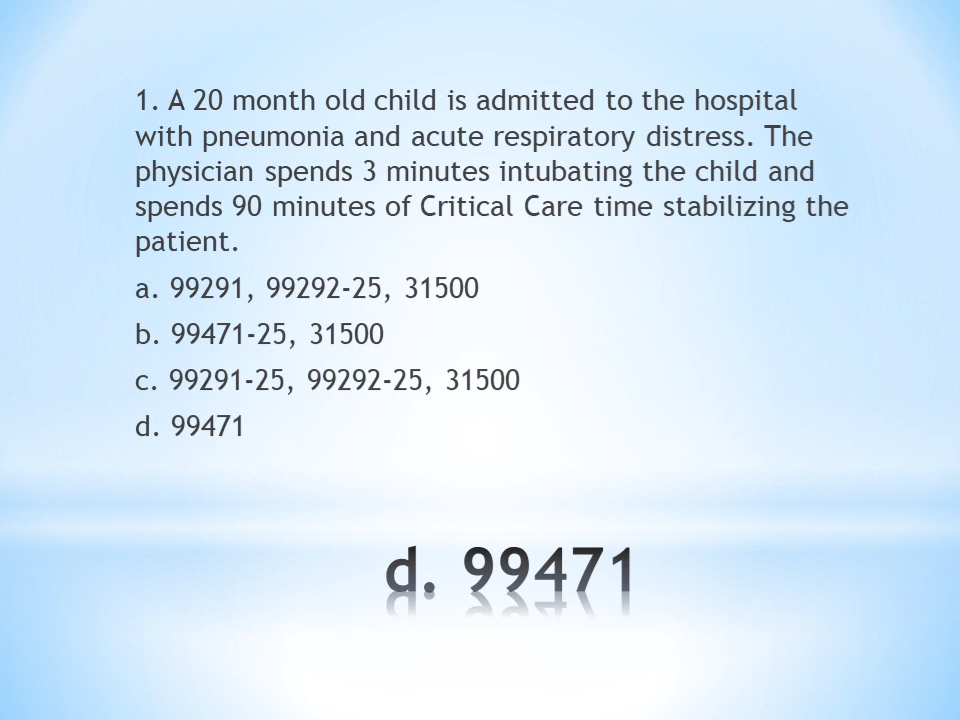 1. A 20 month old child is admitted to the hospital
with pneumonia and acute respiratory distress. The
physician spends 3 minutes intubating the child and
spends 90 minutes of Critical Care time stabilizing the
patient.
a. 99291, 99292-25, 31500
b. 99471-25, 31500
c. 99291-25, 99292-25, 31500
d. 99471
d. 99471